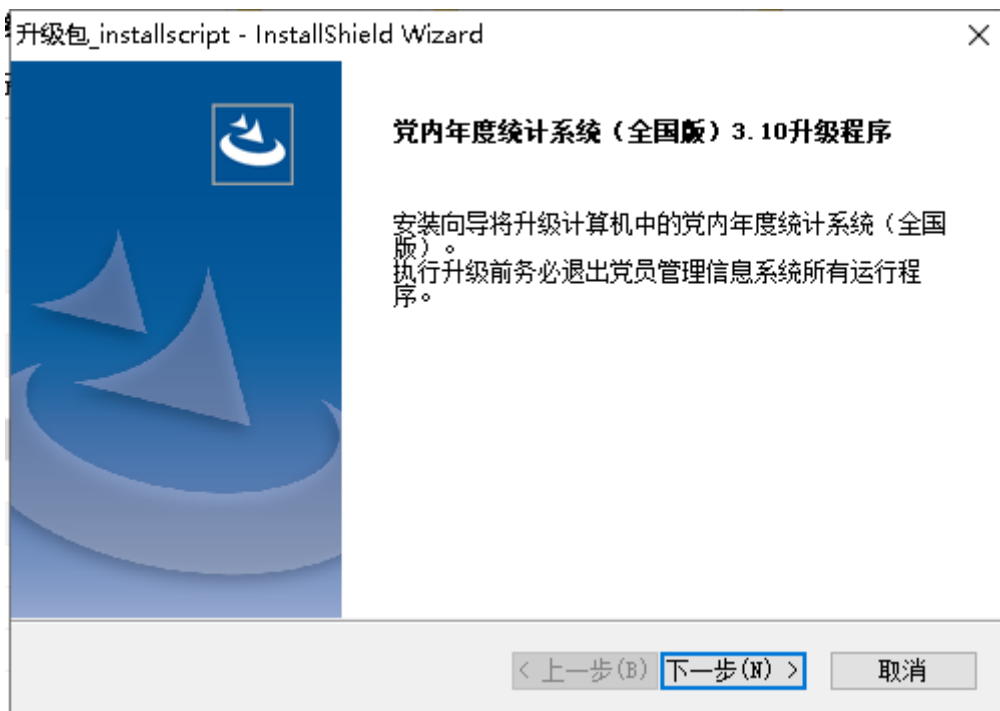 升级包_installscript - InstallShield Wizard
党内年度统计系统（全国版）3.10升级程序
安装向导将升级计算机中的党内年度统计系统（全国
版）。
执行升级前务必退出党员管理信息系统所有运行程
序。
< 上一步(B)  下一步(N) >  取消